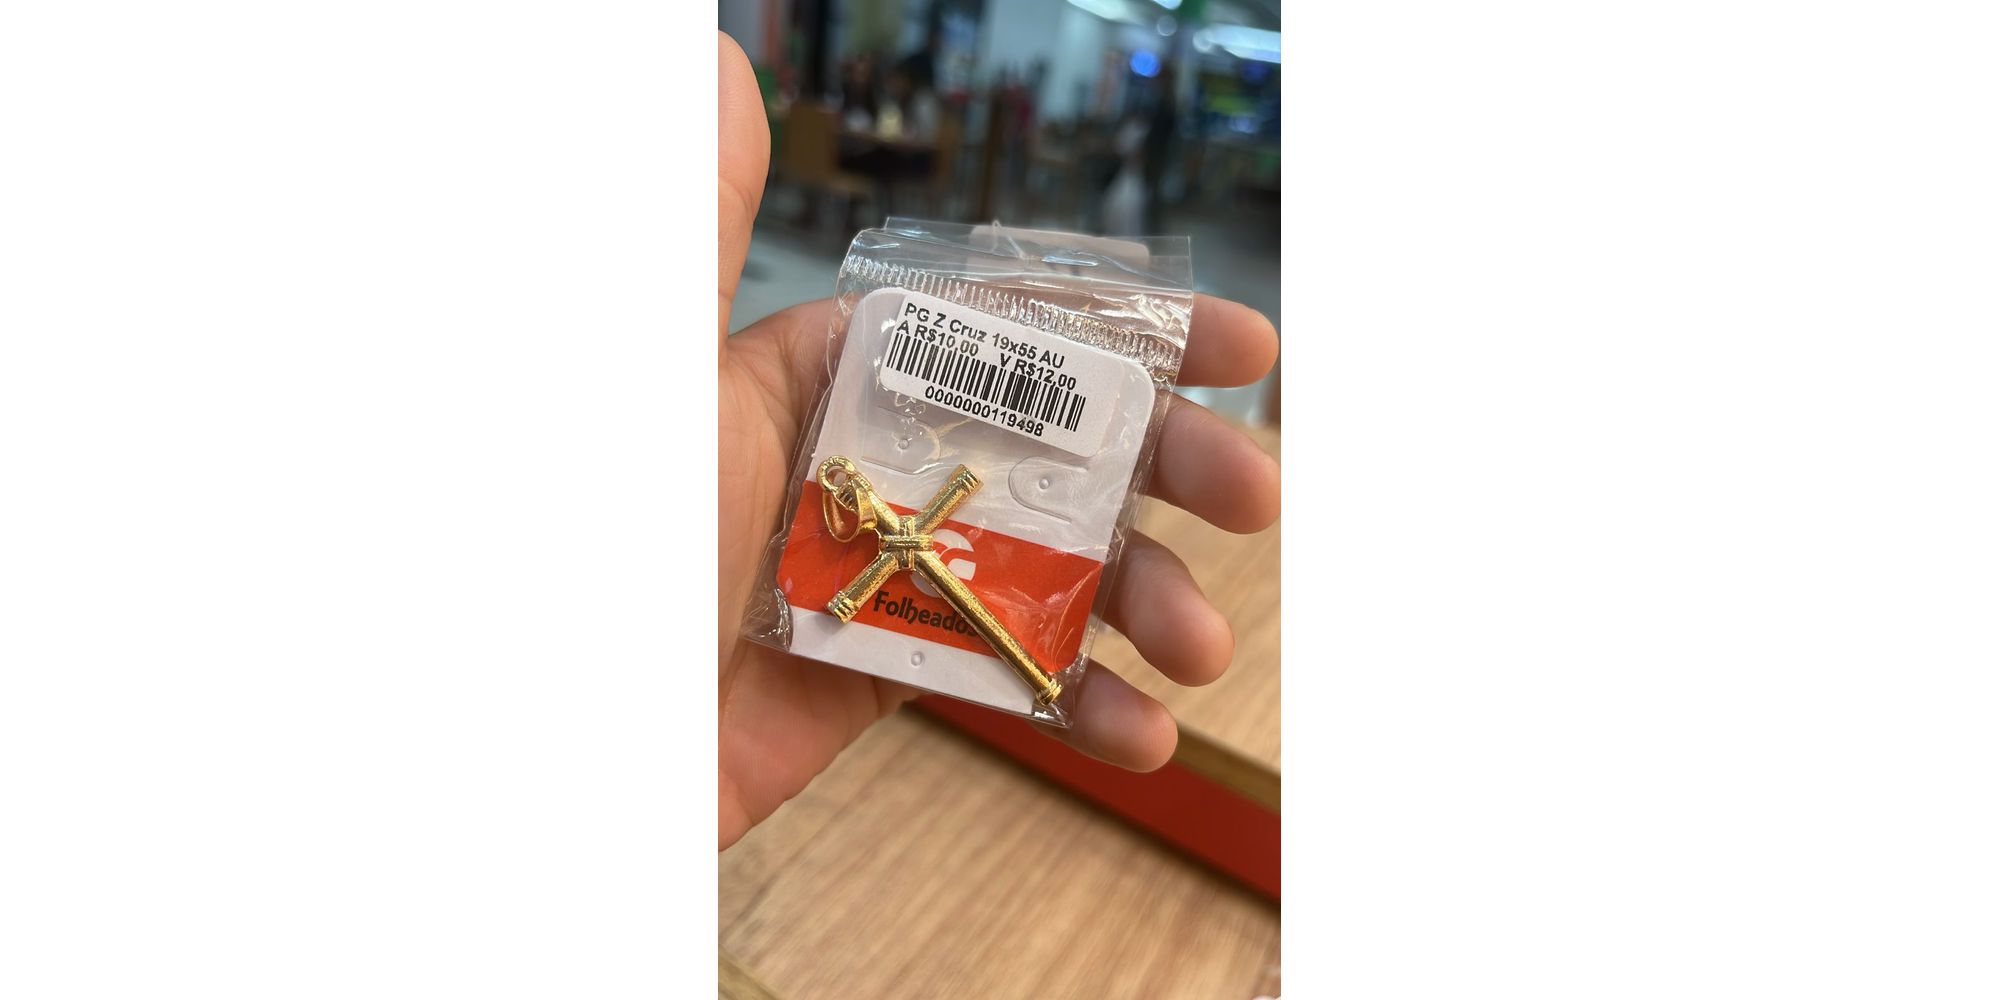 PG Z Cruz 19x55 AU
A R$10,00 V R$12,00
0000000119498
Folheados